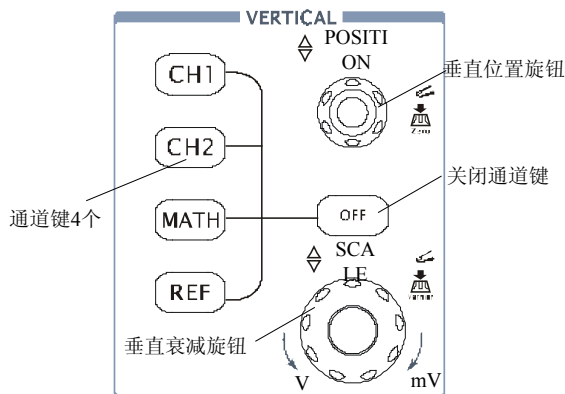 VERTICAL
POSITI
ON
CH1
垂直位置旋钮
Zero
CH2
关闭通道键
通道键4个
MATH
OFF
SCA
LE
REF
垂直衰减旋钮
V
mV